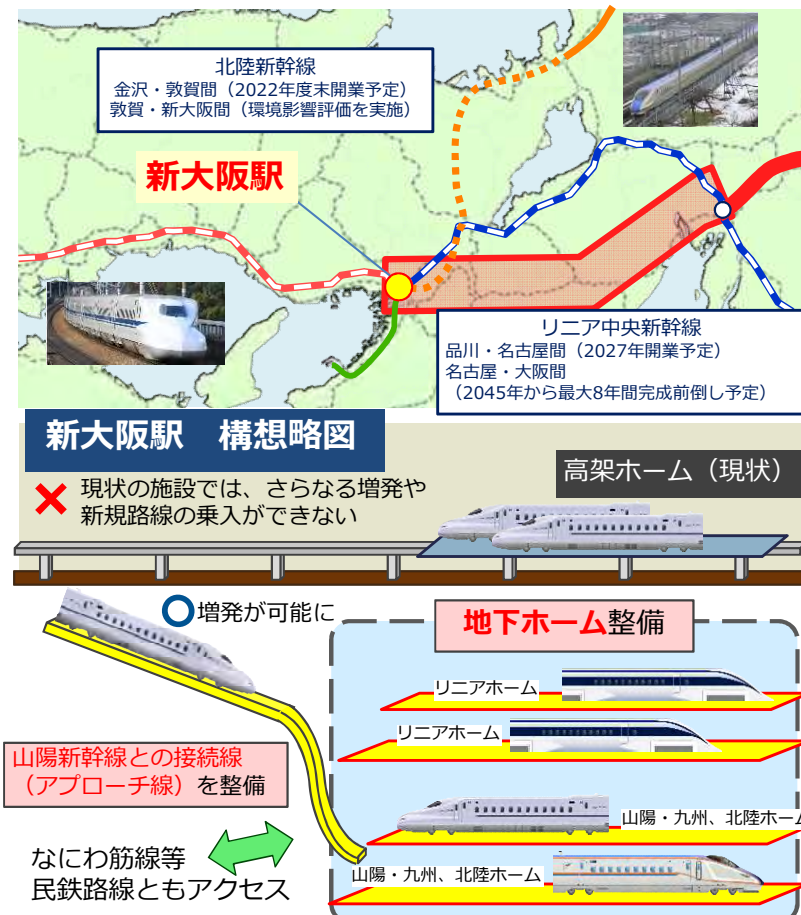 北陸新幹線
金沢・敦賀間（2022年度末開業予定）
敦賀・新大阪間（環境影響評価を実施）
新大阪駅
リニア中央新幹線
品川・名古屋間（2027年開業予定）
名古屋・大阪間
（2045年から最大8年間完成前倒し予定）
新大阪駅　構想略図
高架ホーム（現状）
現状の施設では、さらなる増発や
新規路線の乗入ができない
増発が可能に
地下ホーム整備
リニアホーム
リニアホーム
山陽新幹線との接続線
（アプローチ線）を整備
山陽・九州、北陸ホーム
なにわ筋線等
民鉄路線ともアクセス
山陽・九州、北陸ホーム